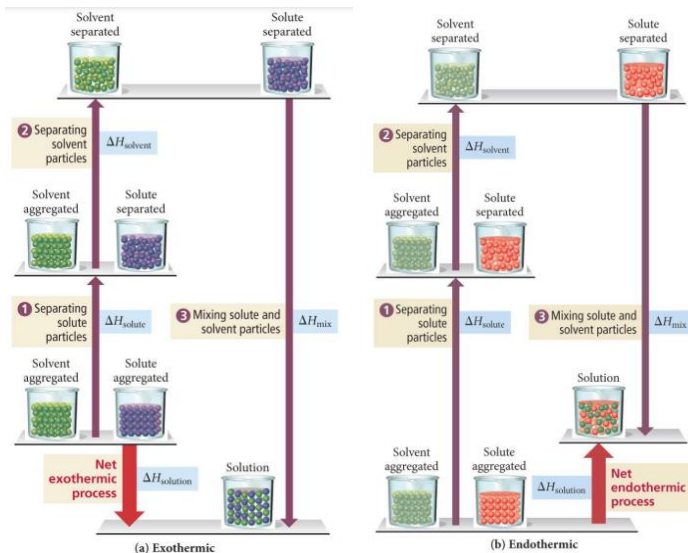 Solvent
separated
Solute
separated
2 Separating
solvent
particles
ΔHsolvent
Solvent
aggregated
Solute
separated
1 Separating
solute
particles
ΔHsolute
3 Mixing solute and
solvent particles
ΔHmix
Solvent
aggregated
Solute
aggregated
Net
exothermic
process
ΔHsolution
Solution
(a) Exothermic
Solvent
separated
Solute
separated
2 Separating
solvent
particles
ΔHsolvent
Solvent
aggregated
Solute
separated
1 Separating
solute
particles
ΔHsolute
3 Mixing solute and
solvent particles
ΔHmix
Solution
Solvent
aggregated
Solute
aggregated
ΔHsolution
Net
endothermic
process
(b) Endothermic